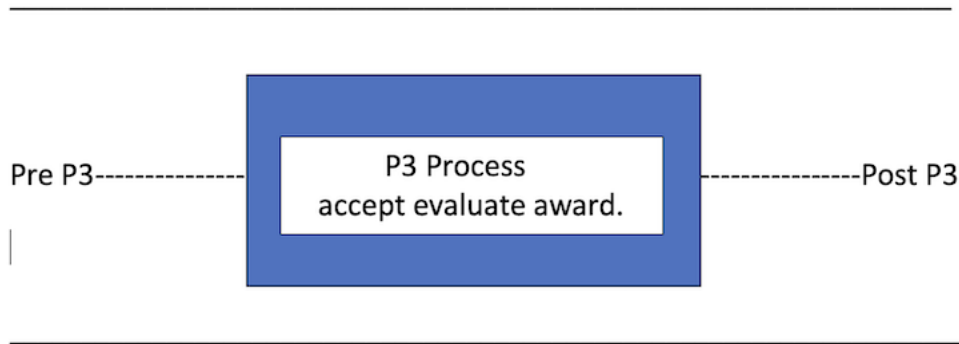 Pre P3---------------
P3 Process
accept evaluate award.
----------------Post P3